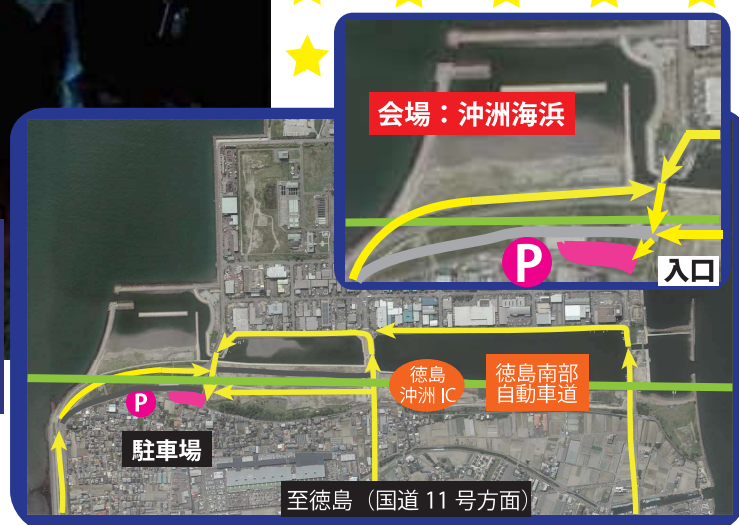 会場：沖洲海浜
P
入口
徳島
沖洲 IC
徳島南部
自動車道
P
駐車場
至徳島（国道 11 号方面）